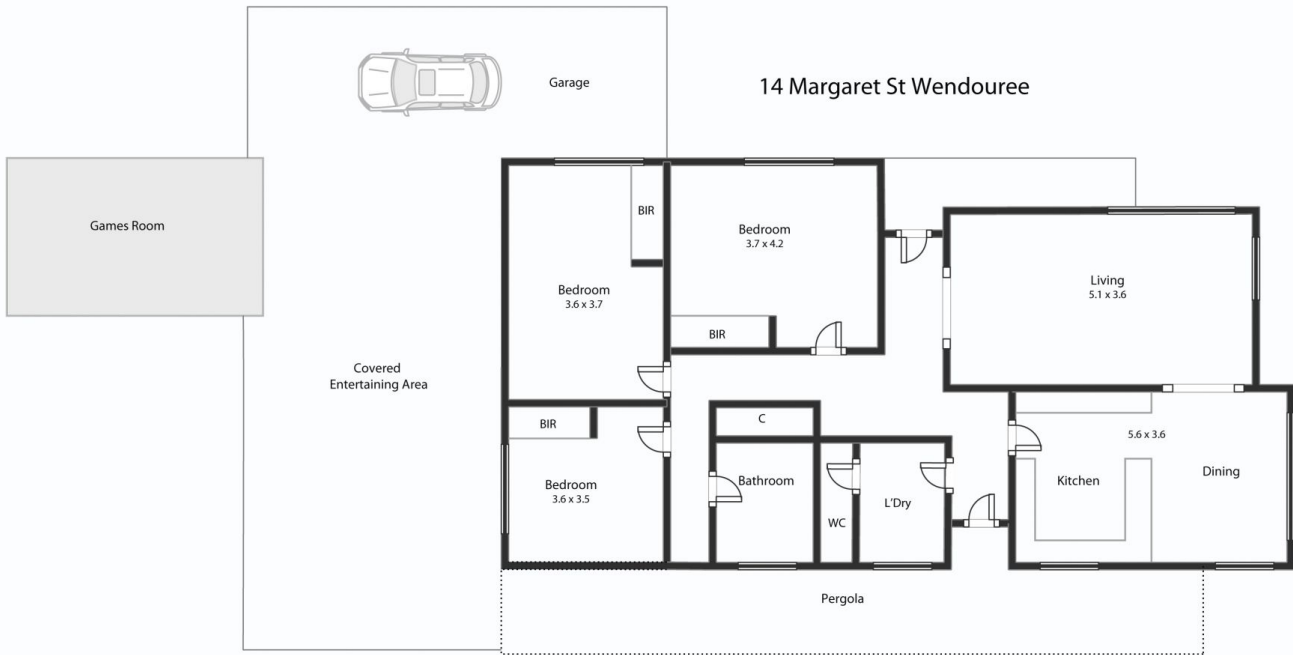 Garage
14 Margaret St Wendouree
Games Room
BIR
Bedroom
3.7 x 4.2
Living
5.1 x 3.6
Bedroom
3.6 x 3.7
BIR
Covered
Entertaining Area
BIR
C
5.6 x 3.6
Bedroom
3.6 x 3.5
Bathroom
WC
L'Dry
Kitchen
Dining
Pergola